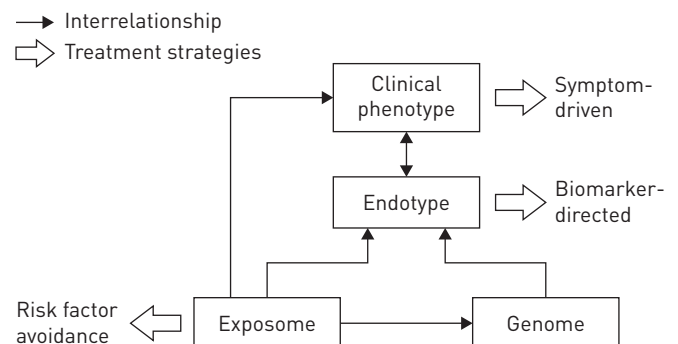 Interrelationship
Treatment strategies
Clinical
phenotype
Symptom-
driven
Endotype
Biomarker-
directed
Risk factor
avoidance
Exposome
Genome